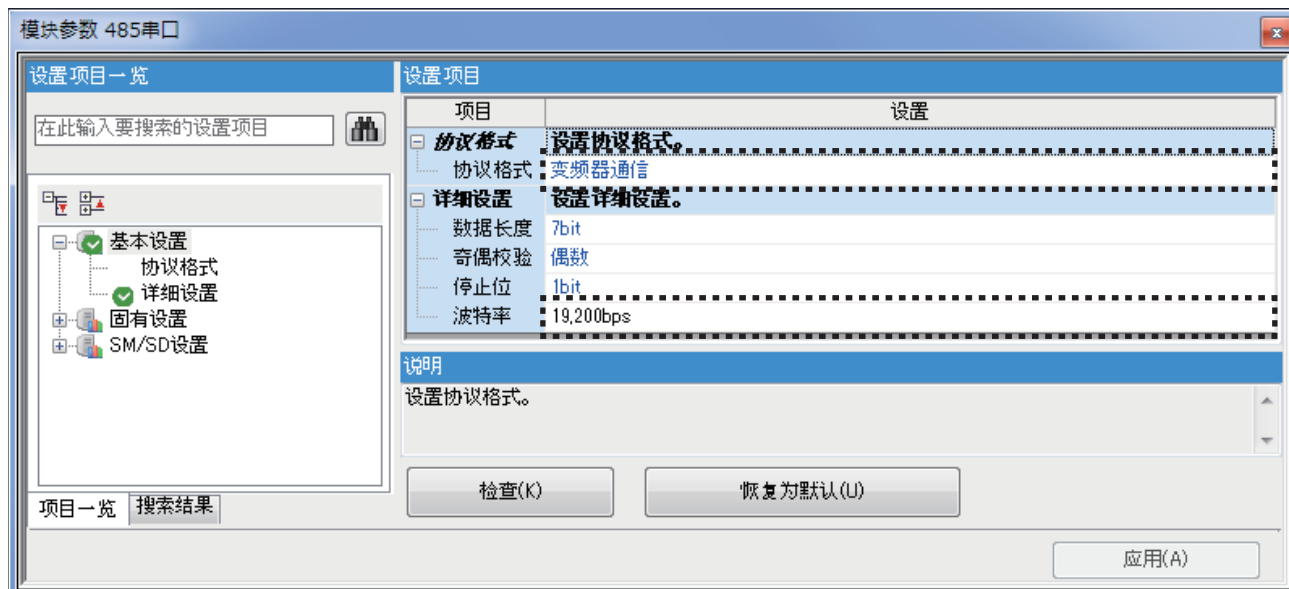 模块参数 485串口
设置项目一览
在此输入要搜索的设置项目
基本设置
协议格式
详细设置
固有设置
SM/SD设置
项目一览 搜索结果
设置项目
项目 设置
协议格式 设置协议格式。
协议格式 变频器通信
详细设置 设置详细设置。
数据长度 7bit
奇偶校验 偶数
停止位 1bit
波特率 19,200bps
说明
设置协议格式。
检查(K) 恢复为默认(U)
应用(A)